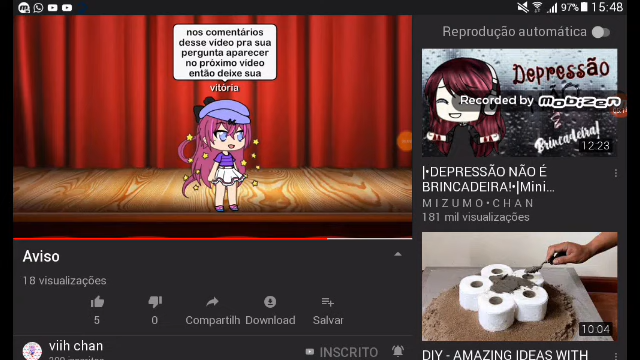 97% 15:48
nos comentários
desse vídeo pra sua
pergunta aparecer
no próximo vídeo
então deixe sua
vitória
Reprodução automática
Depressão
Recorded by MOBIZEN
Brincadeira!
12:23
|•DEPRESSÃO NÃO É
BRINCADEIRA!•|Mini...
M I Z U M O • C H A N
181 mil visualizações
Aviso
18 visualizações
5
0
Compartilh
Download
Salvar
viih chan
INSCRITO
10:04
DIY - AMAZING IDEAS WITH